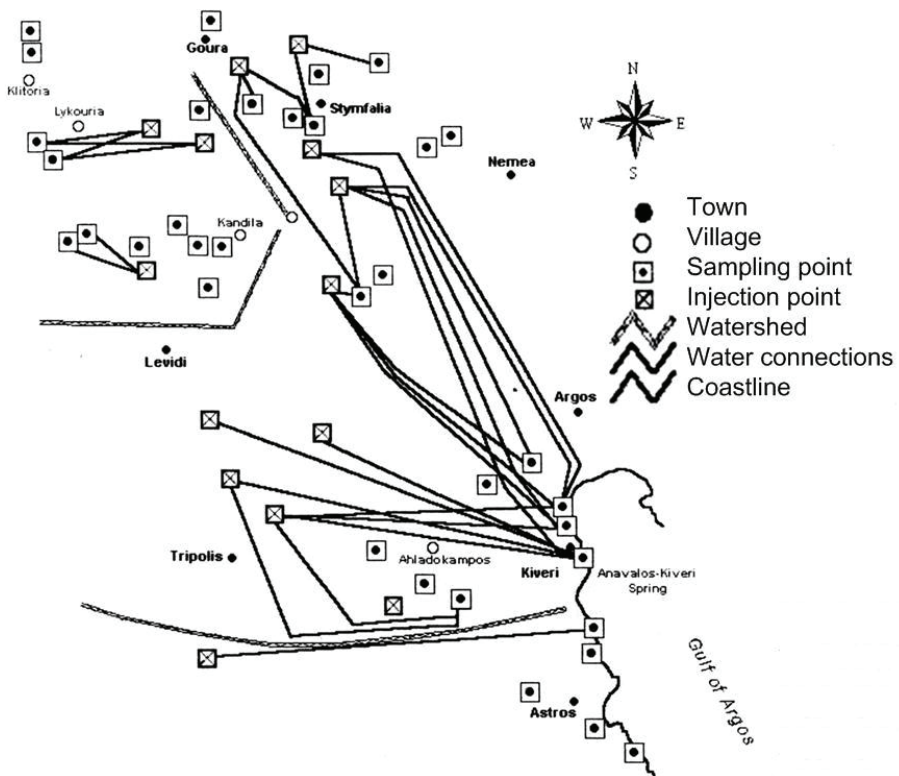 Goura
Klitoria
Lykouria
Stymfalia
Nemea
N
W E
S
Town
Village
Sampling point
Injection point
Watershed
Water connections
Coastline
Kandila
Levidi
Argos
Tripolis
Ahladokampos
Kiveri
Anavalos-Kiveri
Spring
Gulf of Argos
Astros